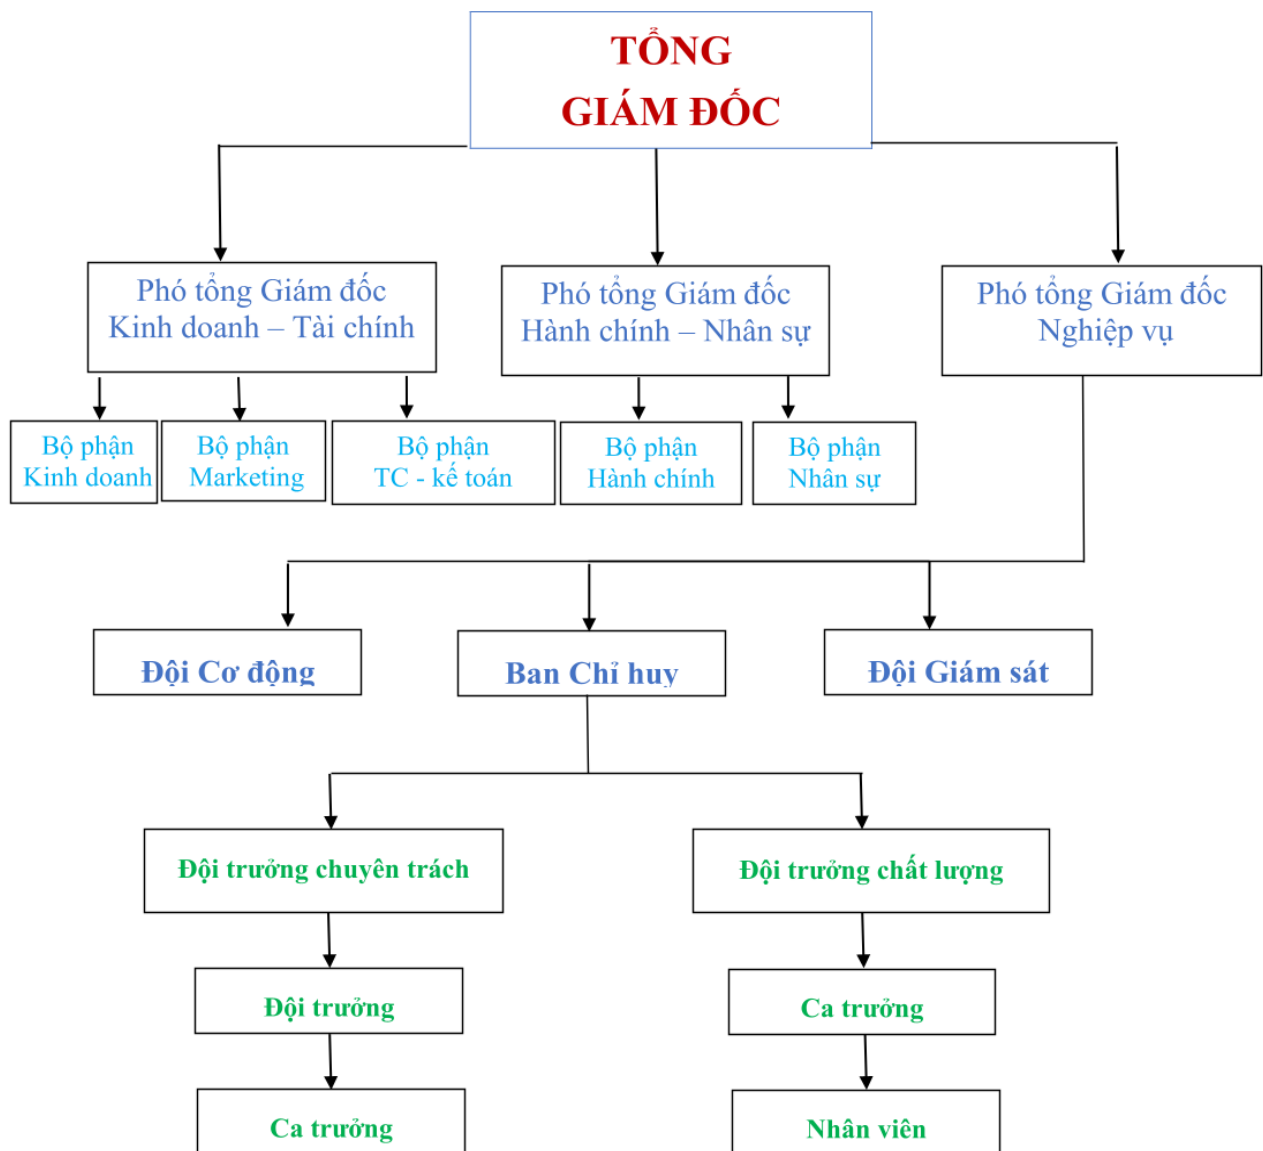 TỔNG
GIÁM ĐỐC
Phó tổng Giám đốc
Kinh doanh – Tài chính
Phó tổng Giám đốc
Hành chính – Nhân sự
Phó tổng Giám đốc
Nghiệp vụ
Bộ phận
Kinh doanh
Bộ phận
Marketing
Bộ phận
TC - kế toán
Bộ phận
Hành chính
Bộ phận
Nhân sự
Đội Cơ động
Ban Chỉ huy
Đội Giám sát
Đội trưởng chuyên trách
Đội trưởng chất lượng
Đội trưởng
Ca trưởng
Ca trưởng
Nhân viên